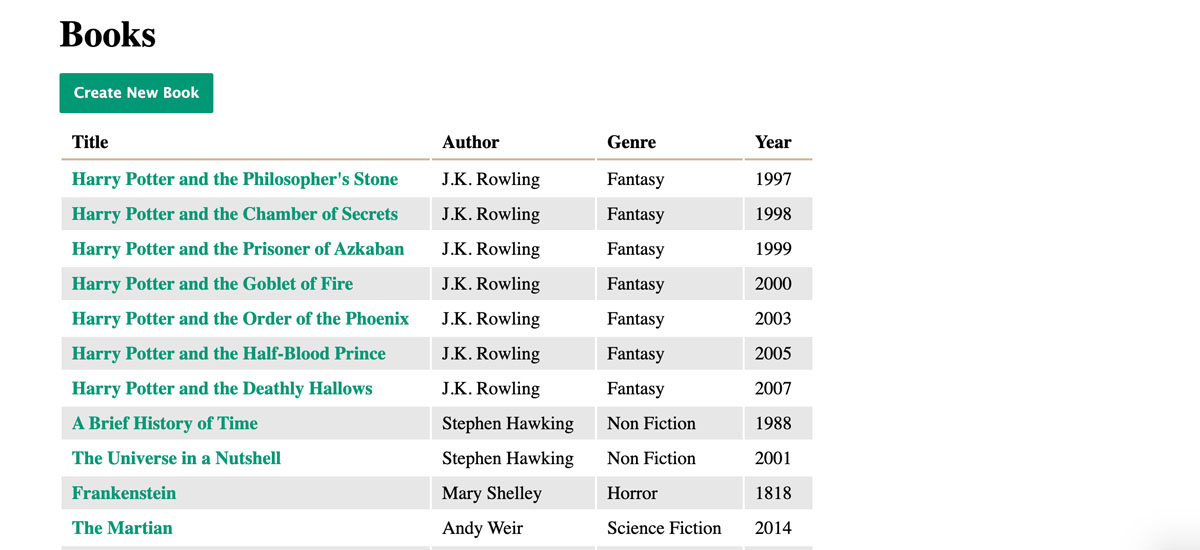 Books
Create New Book
Title Author Genre Year
Harry Potter and the Philosopher's Stone J.K. Rowling Fantasy 1997
Harry Potter and the Chamber of Secrets J.K. Rowling Fantasy 1998
Harry Potter and the Prisoner of Azkaban J.K. Rowling Fantasy 1999
Harry Potter and the Goblet of Fire J.K. Rowling Fantasy 2000
Harry Potter and the Order of the Phoenix J.K. Rowling Fantasy 2003
Harry Potter and the Half-Blood Prince J.K. Rowling Fantasy 2005
Harry Potter and the Deathly Hallows J.K. Rowling Fantasy 2007
A Brief History of Time Stephen Hawking Non Fiction 1988
The Universe in a Nutshell Stephen Hawking Non Fiction 2001
Frankenstein Mary Shelley Horror 1818
The Martian Andy Weir Science Fiction 2014